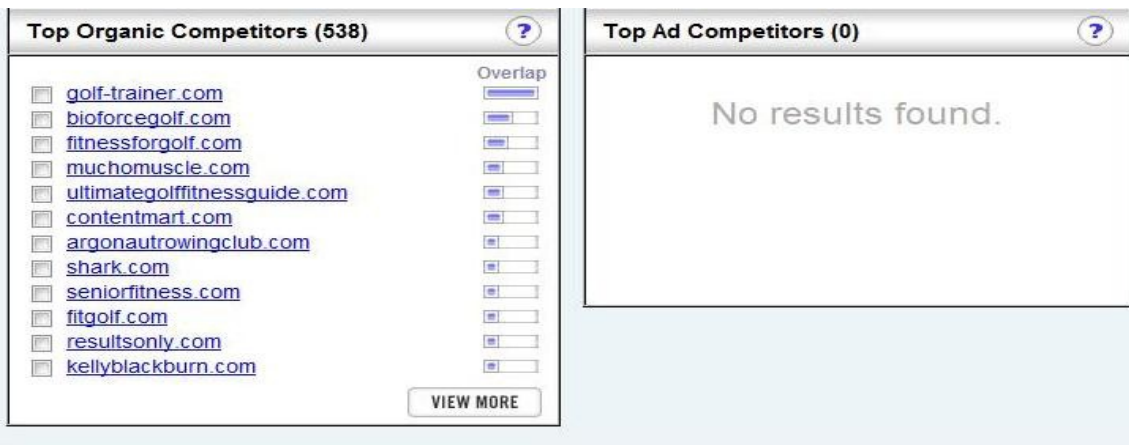 Top Organic Competitors (538) ?
Overlap
golf-trainer.com
bioforcegolf.com
fitnessforgolf.com
muchomuscle.com
ultimategolffitnessguide.com
contentmart.com
argonautrowingclub.com
shark.com
seniorfitness.com
fitgolf.com
resultsonly.com
kellyblackburn.com
VIEW MORE
Top Ad Competitors (0) ?
No results found.